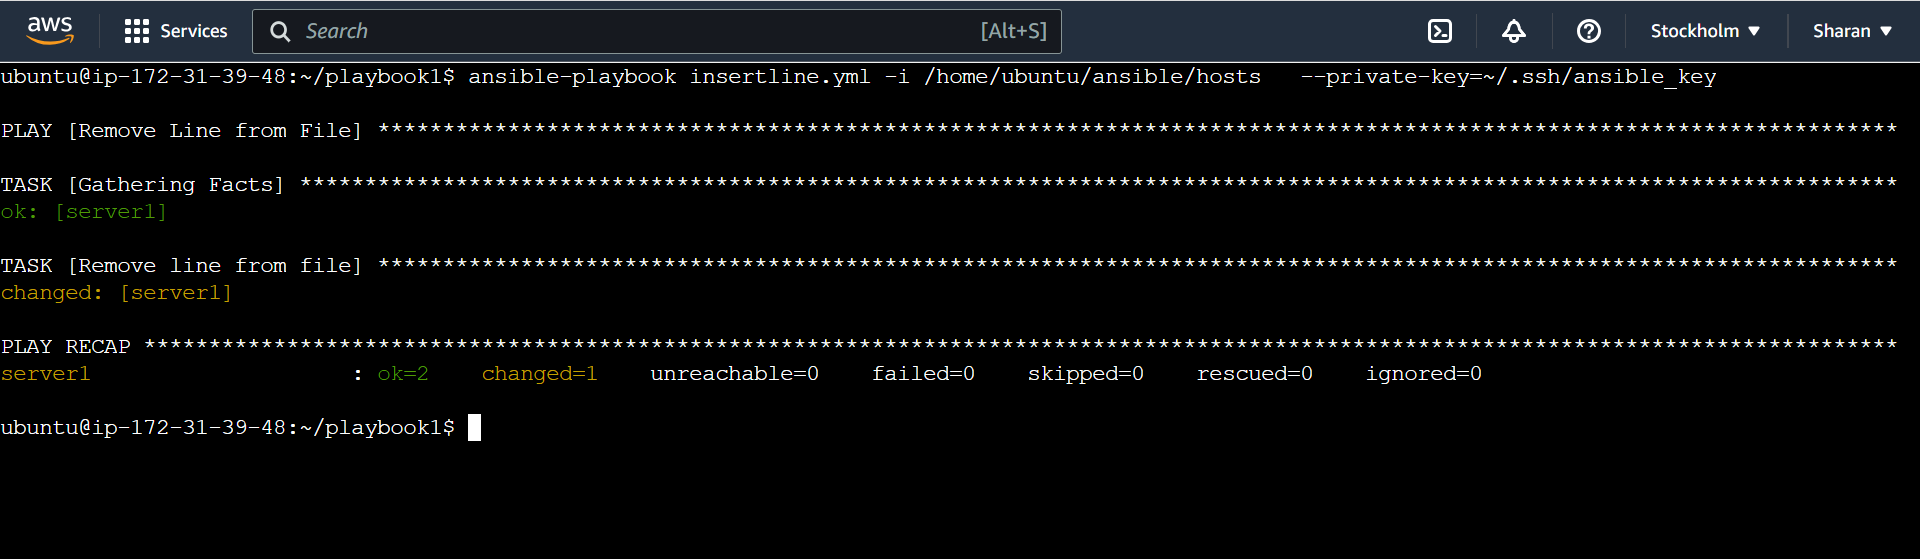 aws Services Search [Alt+S] Stockholm ▼ Sharan ▼
ubuntu@ip-172-31-39-48:~/playbook1$ ansible-playbook insertline.yml -i /home/ubuntu/ansible/hosts   --private-key=~/.ssh/ansible_key
PLAY [Remove Line from File] *********************************************************************************************************************
TASK [Gathering Facts] ***************************************************************************************************************************
ok: [server1]
TASK [Remove line from file] *********************************************************************************************************************
changed: [server1]
PLAY RECAP ***************************************************************************************************************************************
server1                    : ok=2    changed=1    unreachable=0    failed=0    skipped=0    rescued=0    ignored=0
ubuntu@ip-172-31-39-48:~/playbook1$